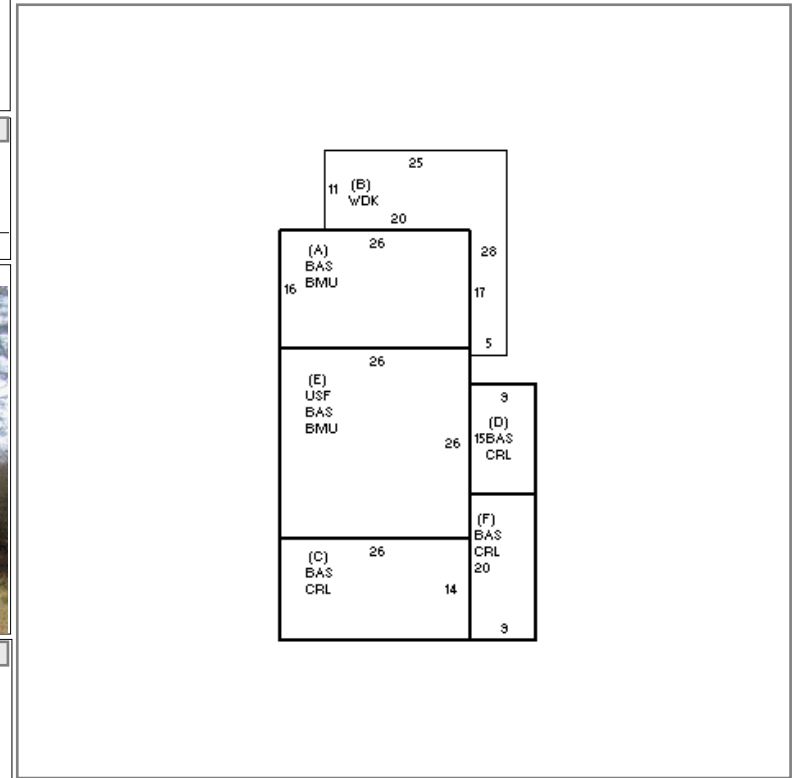 25
11 (B)
WDK
20
26
(A)
BAS
BMU
16
28
17
5
26
(E)
USF
BAS
BMU
26
9
(D)
15BAS
CRL
(F)
BAS
CRL
20
9
26
(C)
BAS
CRL
14